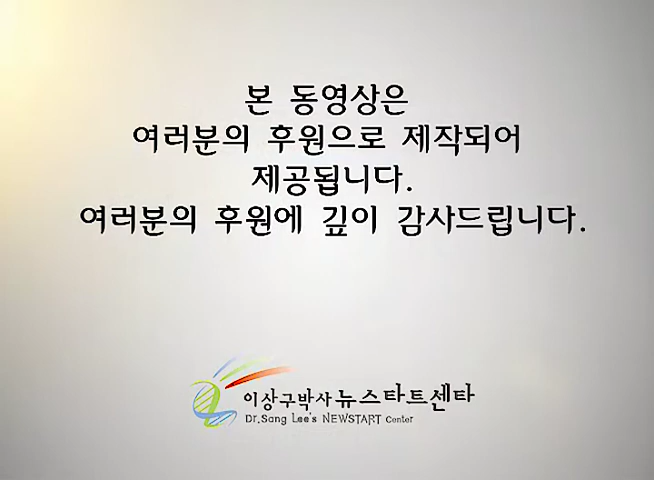 본 동영상은
여러분의 후원으로 제작되어
제공됩니다.
여러분의 후원에 깊이 감사드립니다.
이상구박사 뉴스타트센타
Dr.Sang Lee's NEWSTART Center